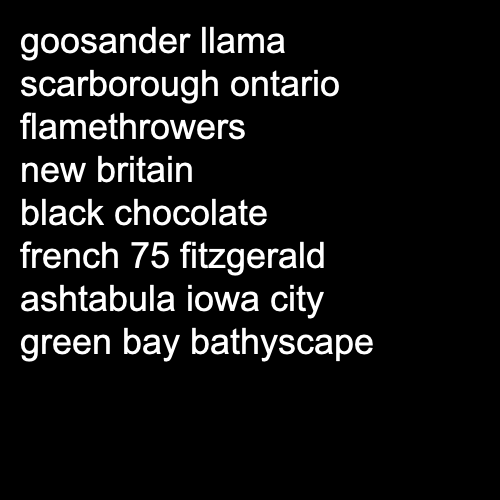 goosander llama
scarborough ontario
flamethrowers
new britain
black chocolate
french 75 fitzgerald
ashtabula iowa city
green bay bathyscape